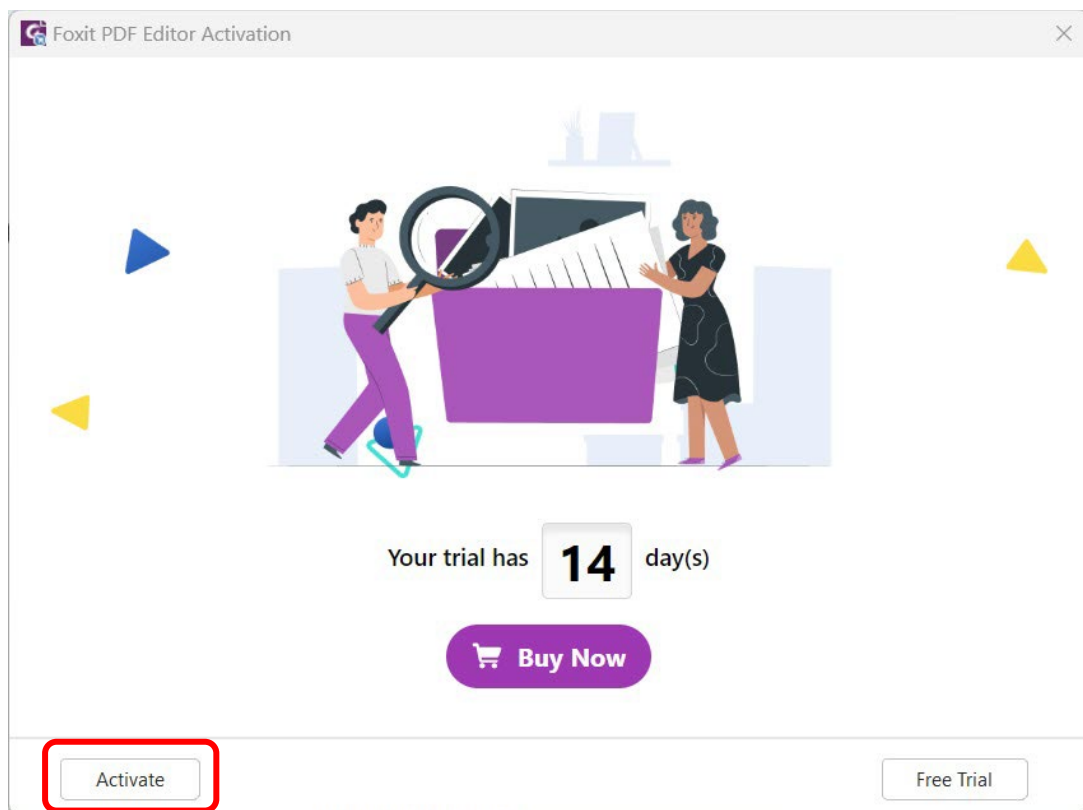 Foxit PDF Editor Activation
Your trial has 14 day(s)
Buy Now
Activate
Free Trial